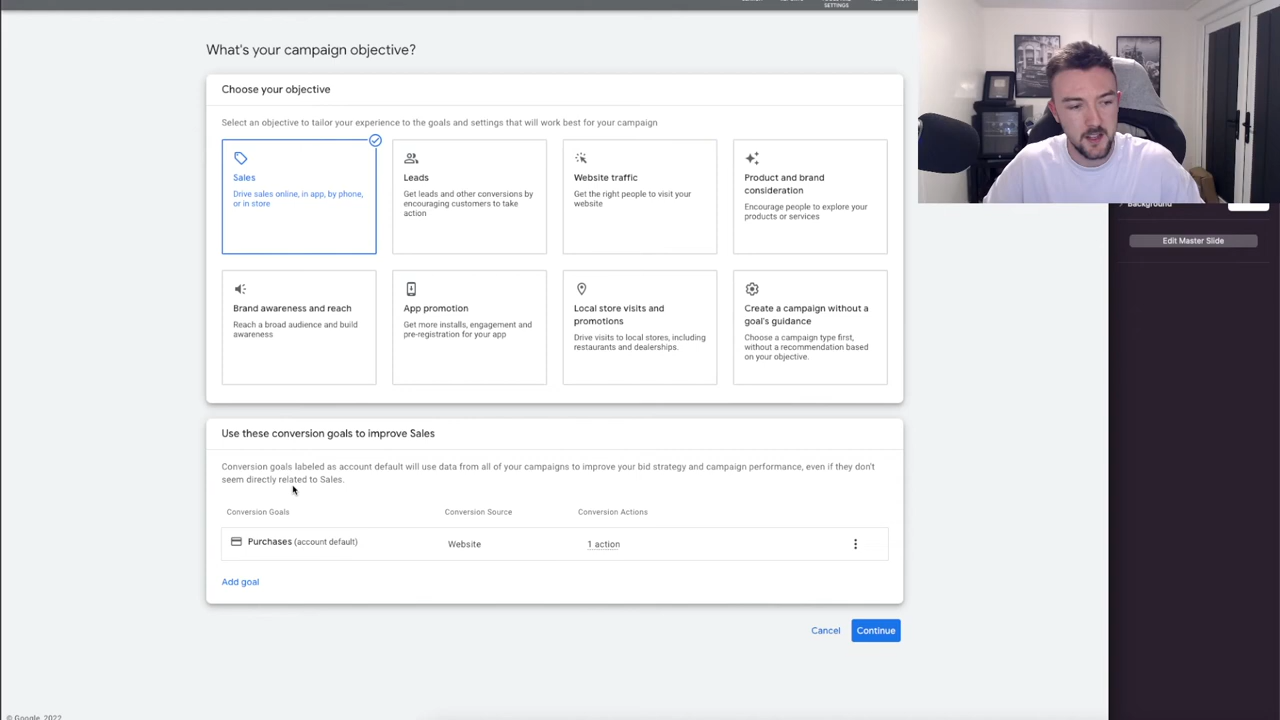 SETTINGS
What's your campaign objective?
Choose your objective
Select an objective to tailor your experience to the goals and settings that will work best for your campaign
Sales
Drive sales online, in app, by phone,
or in store
Leads
Get leads and other conversions by
encouraging customers to take
action
Website traffic
Get the right people to visit your
website
Product and brand
consideration
Encourage people to explore your
products or services
Brand awareness and reach
Reach a broad audience and build
awareness
App promotion
Get more installs, engagement and
pre-registration for your app
Local store visits and
promotions
Drive visits to local stores, including
restaurants and dealerships.
Create a campaign without a
goal's guidance
Choose a campaign type first,
without a recommendation based
on your objective.
Background
Edit Master Slide
Use these conversion goals to improve Sales
Conversion goals labeled as account default will use data from all of your campaigns to improve your bid strategy and campaign performance, even if they don't
seem directly related to Sales.
Conversion Goals Conversion Source Conversion Actions
Purchases (account default) Website 1 action
Add goal
Cancel Continue
© Google, 2022